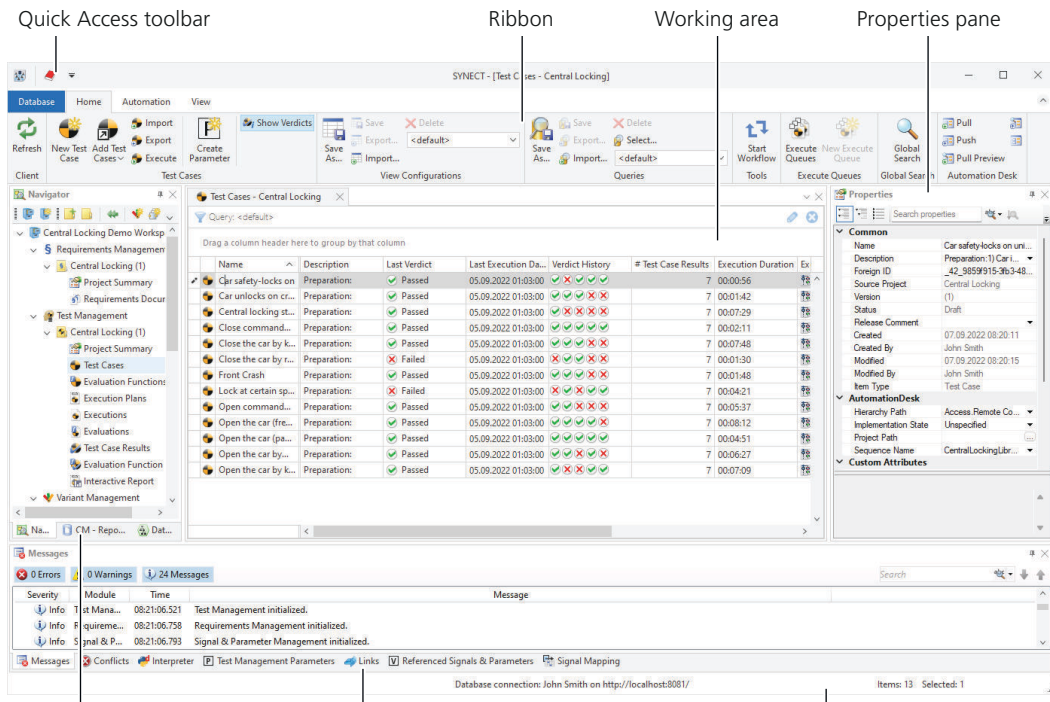 Quick Access toolbar Ribbon Working area Properties pane
SYNECT - [Test C ses - Central Locking]
Database Home Automation View
Refresh
New Test Case
Add Test Cases
Import
Export
Execute
Create Parameter
Show Verdicts
Save As...
Save
Export...
Import...
Delete
<default>
Save As...
Save
Export...
Import...
Delete
Select...
<default>
Start Workflow
Execute Queues
New Execute Queue
Global Search
Pull
Push
Pull Preview
Client Test Cases View Configurations Queries Tools Execute Queues Global Searc h Automation Desk
Navigator
Central Locking Demo Worksp
Requirements Managemen
Central Locking (1)
Project Summary
Requirements Docur
Test Management
Central Locking (1)
Project Summary
Test Cases
Evaluation Functions
Execution Plans
Executions
Evaluations
Test Case Results
Evaluation Function
Interactive Report
Variant Management
Na... CM - Repo... Dat...
Test Cases - Central Locking
Query: <default>
Drag a column header here to group by that column
Name Description Last Verdict Last Execution Da... Verdict History # Test Case Results Execution Duration Ex
Car safety-locks on Preparation: Passed 05.09.2022 01:03:00 7 00:00:56
Car unlocks on cr... Preparation: Passed 05.09.2022 01:03:00 7 00:01:42
Central locking st... Preparation: Passed 05.09.2022 01:03:00 7 00:07:29
Close command... Preparation: Passed 05.09.2022 01:03:00 7 00:02:11
Close the car by k... Preparation: Passed 05.09.2022 01:03:00 7 00:07:48
Close the car by r... Preparation: Failed 05.09.2022 01:03:00 7 00:01:30
Front Crash Preparation: Passed 05.09.2022 01:03:00 7 00:01:48
Lock at certain sp... Preparation: Failed 05.09.2022 01:03:00 7 00:04:21
Open command... Preparation: Passed 05.09.2022 01:03:00 7 00:05:37
Open the car (fre... Preparation: Passed 05.09.2022 01:03:00 7 00:08:12
Open the car (pa... Preparation: Passed 05.09.2022 01:03:00 7 00:04:51
Open the car by... Preparation: Passed 05.09.2022 01:03:00 7 00:06:27
Open the car by k... Preparation: Passed 05.09.2022 01:03:00 7 00:07:09
Properties
Search properties
Common
Name Car safety-locks on uni...
Description Preparation: 1) Car i...
Foreign ID
Source Project Central Locking
Version (1)
Status Draft
Release Comment
Created 07.09.2022 08:20:11
Created By John Smith
Modified 07.09.2022 08:20:15
Modified By John Smith
Item Type Test Case
AutomationDesk
Hierarchy Path Access.Remote Co...
Implementation State Unspecified
Project Path
Sequence Name CentralLockingLibr...
Custom Attributes
Messages
0 Errors 0 Warnings 24 Messages Search
Severity Module Time Message
Info T st Mana... 08:21:06.521 Test Management initialized.
Info R quireme... 08:21:06.758 Requirements Management initialized.
Info S gnal & P... 08:21:06.793 Signal & Parameter Management initialized.
Messages Conflicts Interpreter Test Management Parameters Links Referenced Signals & Parameters Signal Mapping
Database connection: John Smith on http://localhost:8081/ Items: 13 Selected: 1